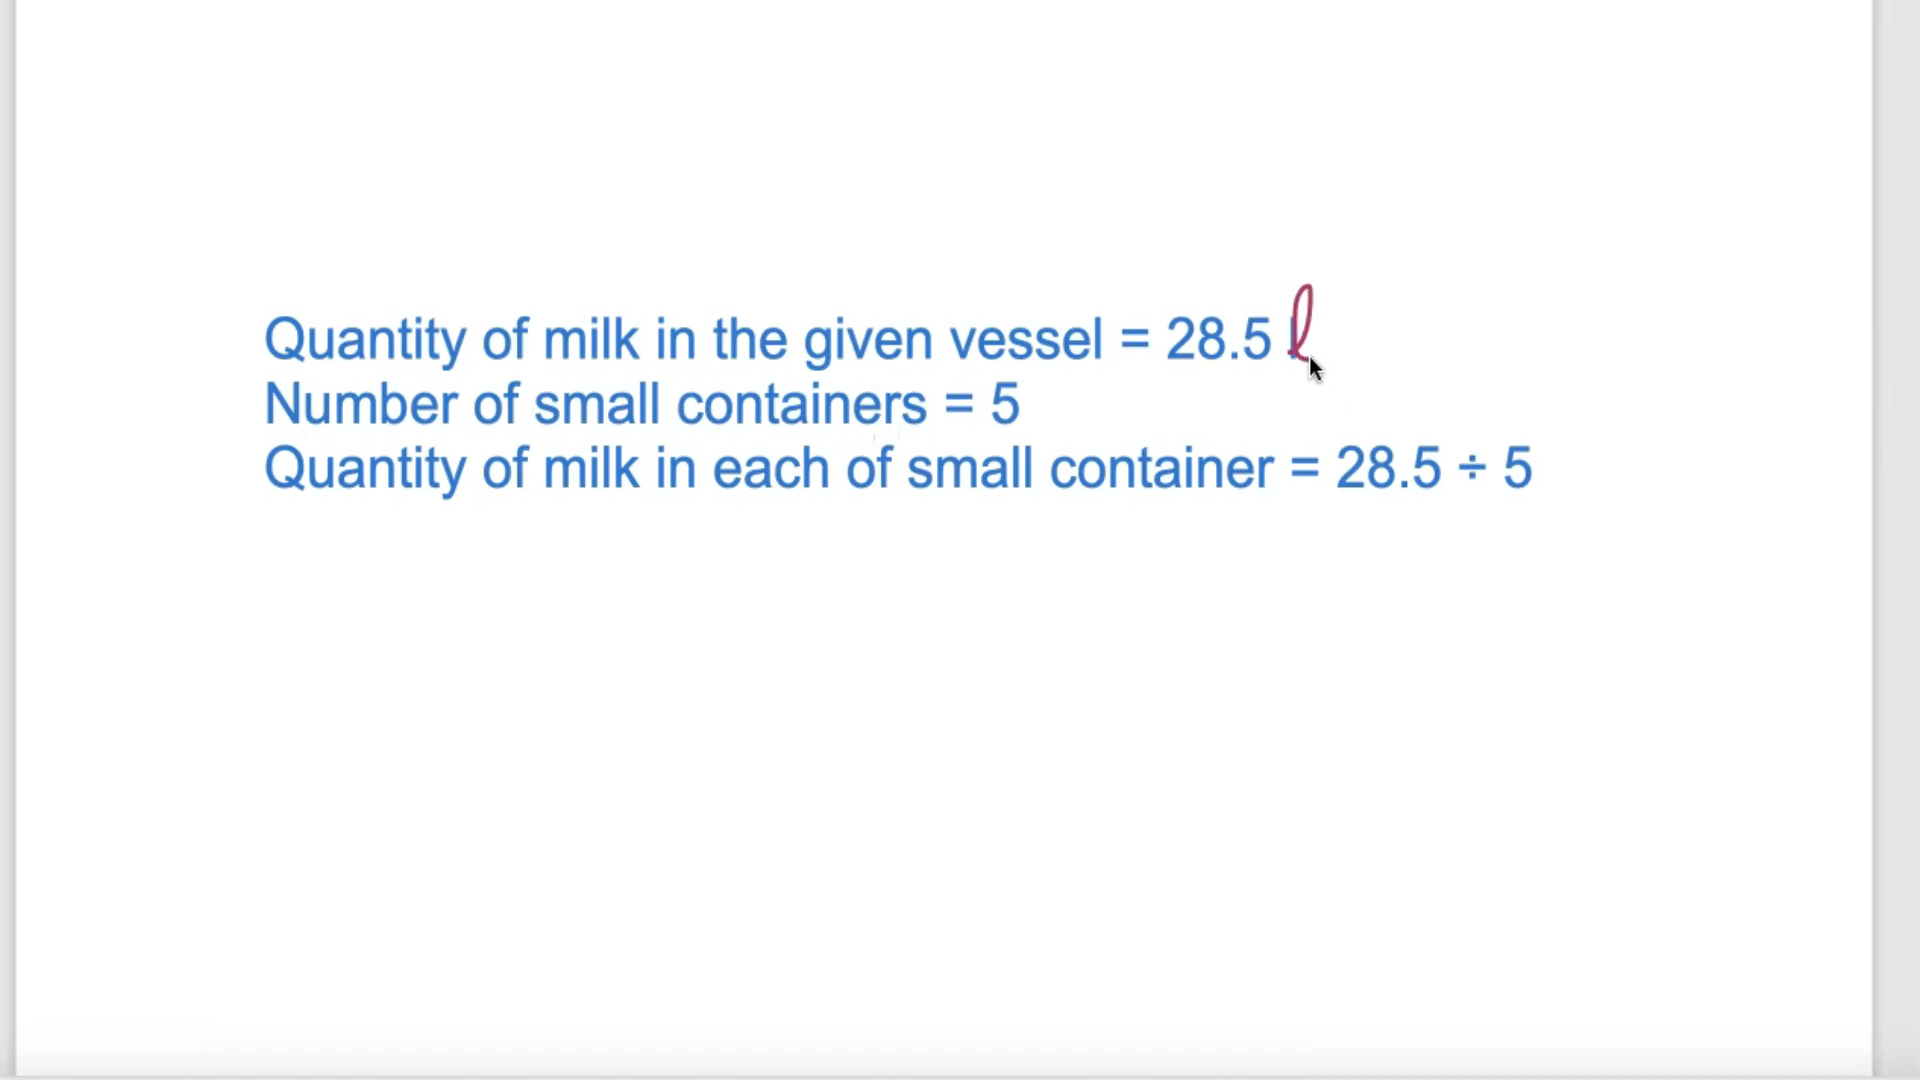 Quantity of milk in the given vessel = 28.5 l
Number of small containers = 5
Quantity of milk in each of small container = 28.5 ÷ 5